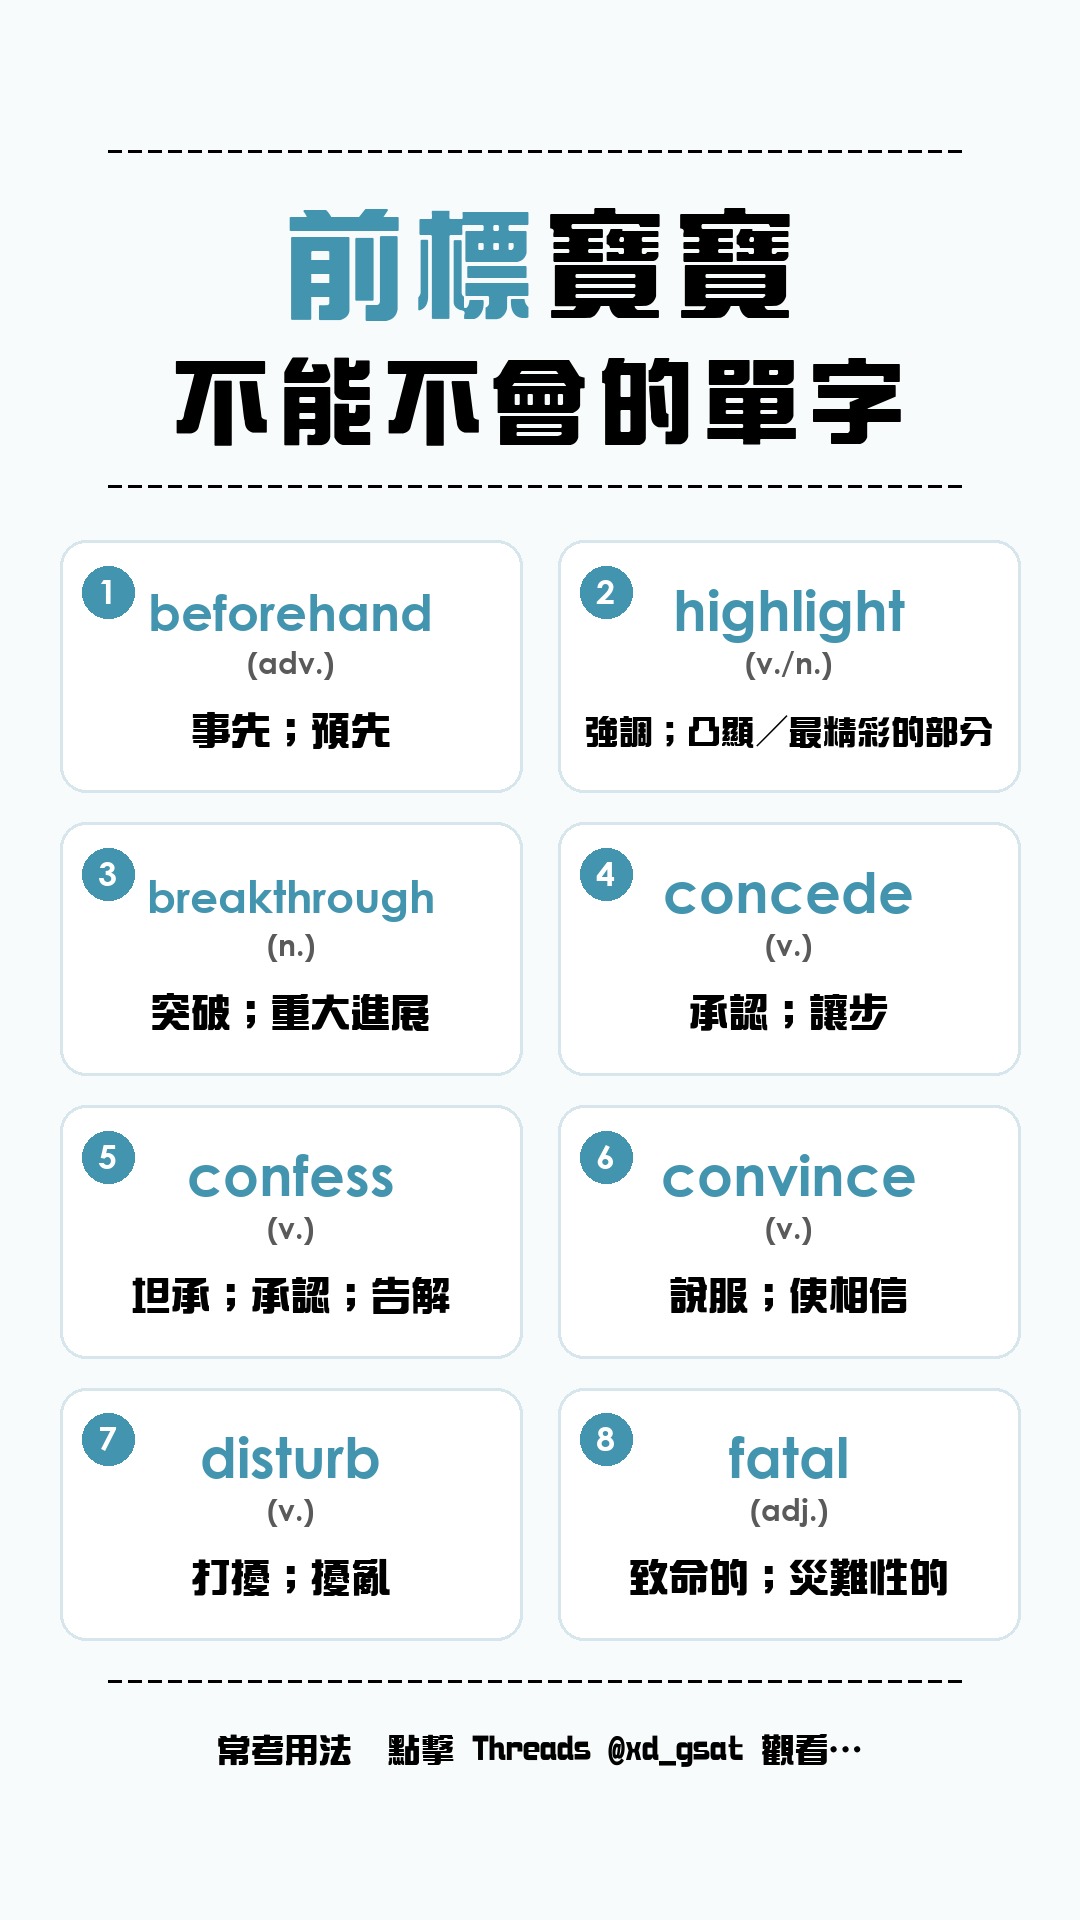 前標寶寶
不能不會的單字
1
beforehand
(adv.)
事先；預先
2
highlight
(v./n.)
強調；凸顯／最精彩的部分
3
breakthrough
(n.)
突破；重大進展
4
concede
(v.)
承認；讓步
5
confess
(v.)
坦承；承認；告解
6
convince
(v.)
說服；使相信
7
disturb
(v.)
打擾；擾亂
8
fatal
(adj.)
致命的；災難性的
常考用法　點擊 Threads @xd_gsat 觀看…